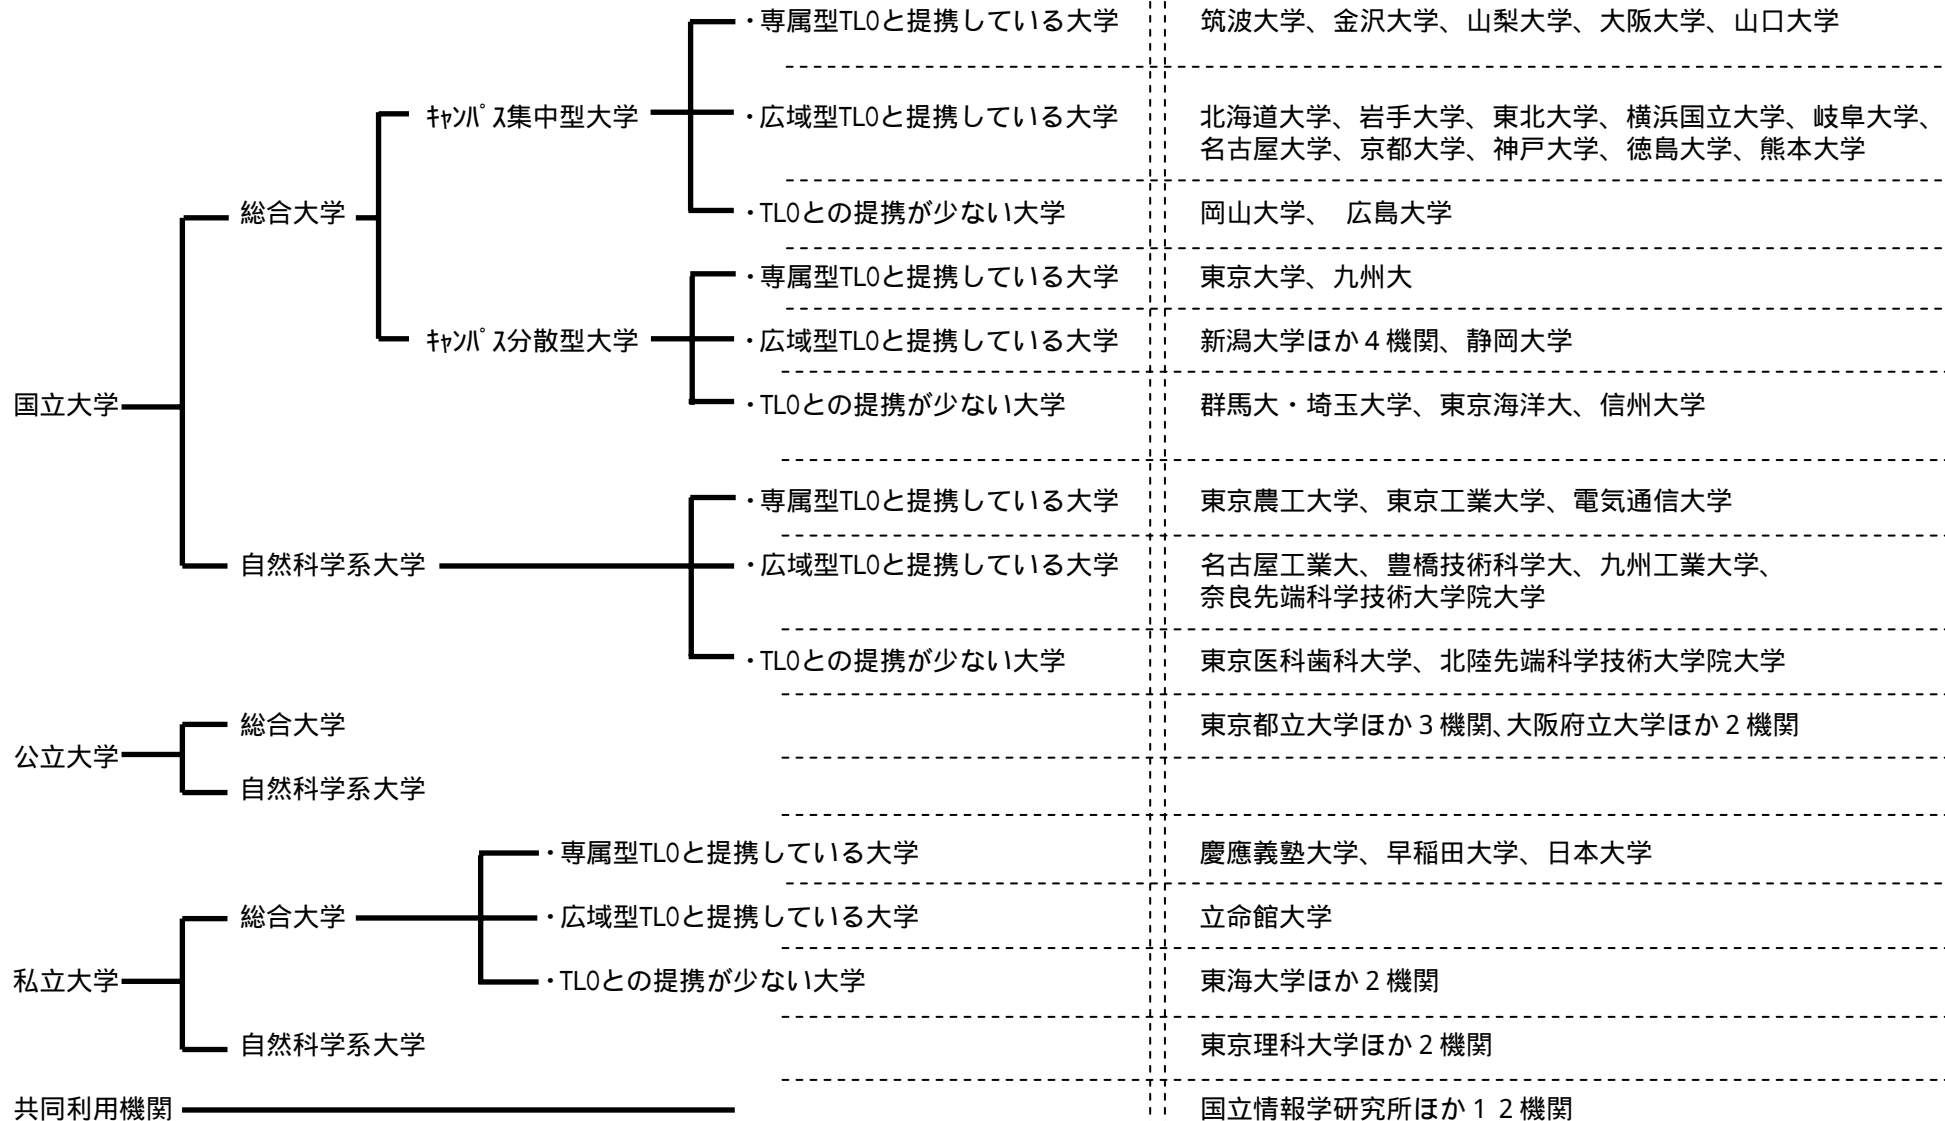 ・専属型TLOと提携している大学 筑波大学、金沢大学、山梨大学、大阪大学、山口大学
ｷｬﾝﾊﾟｽ集中型大学 ・広域型TLOと提携している大学 北海道大学、岩手大学、東北大学、横浜国立大学、岐阜大学、
名古屋大学、京都大学、神戸大学、徳島大学、熊本大学
総合大学 ・TLOとの提携が少ない大学 岡山大学、 広島大学
・専属型TLOと提携している大学 東京大学、九州大
ｷｬﾝﾊﾟｽ分散型大学 ・広域型TLOと提携している大学 新潟大学ほか４機関、静岡大学
国立大学 ・TLOとの提携が少ない大学 群馬大・埼玉大学、東京海洋大、信州大学
・専属型TLOと提携している大学 東京農工大学、東京工業大学、電気通信大学
自然科学系大学 ・広域型TLOと提携している大学 名古屋工業大、豊橋技術科学大、九州工業大学、
奈良先端科学技術大学院大学
・TLOとの提携が少ない大学 東京医科歯科大学、北陸先端科学技術大学院大学
総合大学 東京都立大学ほか３機関、大阪府立大学ほか２機関
公立大学
自然科学系大学
・専属型TLOと提携している大学 慶應義塾大学、早稲田大学、日本大学
総合大学 ・広域型TLOと提携している大学 立命館大学
私立大学 ・TLOとの提携が少ない大学 東海大学ほか２機関
自然科学系大学 東京理科大学ほか２機関
共同利用機関 国立情報学研究所ほか１２機関